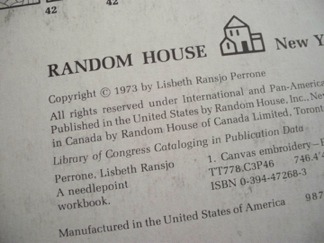 42
42
RANDOM HOUSE New Y
Copyright © 1973 by Lisbeth Ransjo Perrone
All rights reserved under International and Pan-America
Published in the United States by Random House, Inc., New
in Canada by Random House of Canada Limited, Toront
Library of Congress Cataloging in Publication Data
Perrone, Lisbeth Ransjo 1. Canvas embroidery—
A needlepoint TT778.C3P46 746.4'4
workbook. ISBN 0-394-47268-3
Manufactured in the United States of America 987